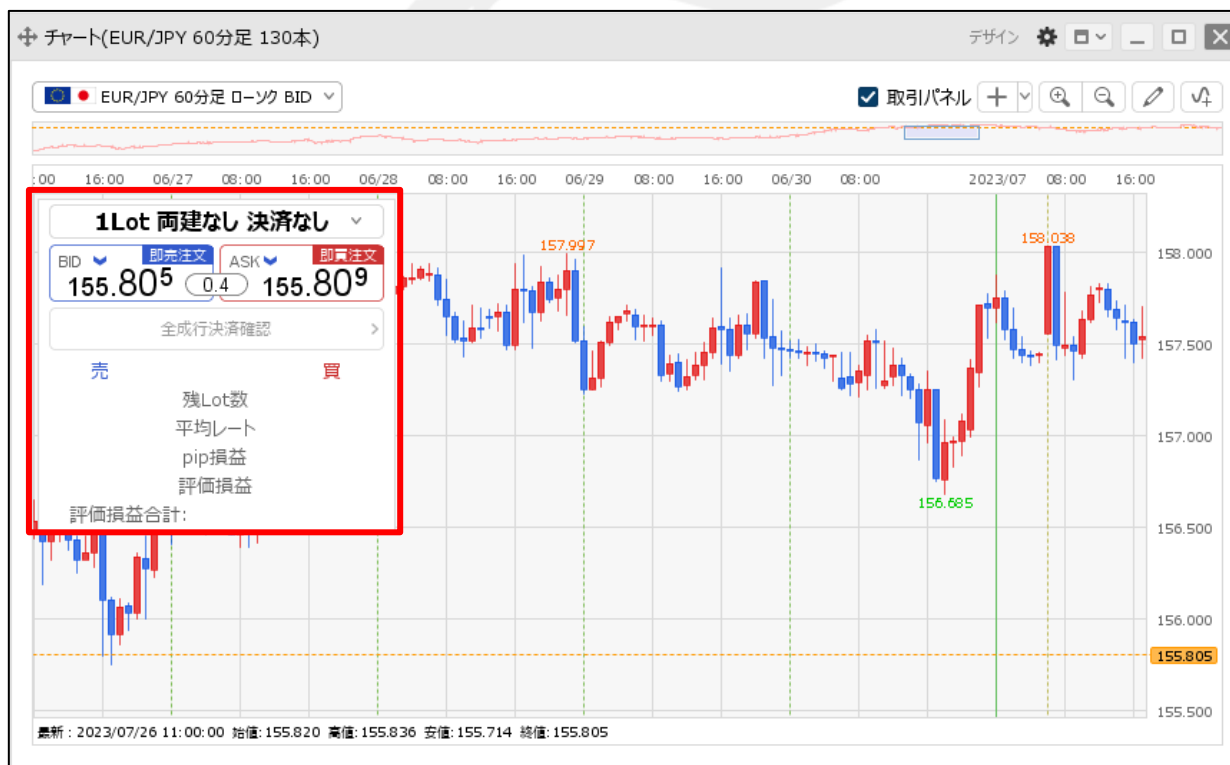 チャート(EUR/JPY 60分足 130本)
デザイン
EUR/JPY 60分足 ローソク BID
取引パネル
:00 16:00 06/27 08:00 16:00 06/28 08:00 16:00 06/29 08:00 16:00 06/30 08:00 2023/07 08:00 16:00
1Lot 両建なし 決済なし
BID 即売注文 ASK 即買注文
155.805 0.4 155.809
全成行決済確認
売 買
残Lot数
平均レート
pip損益
評価損益
評価損益合計:
157.997
158.038
156.685
158.000
157.500
157.000
156.500
156.000
155.805
155.500
最新 : 2023/07/26 11:00:00 始値:155.820 高値:155.836 安値:155.714 終値:155.805